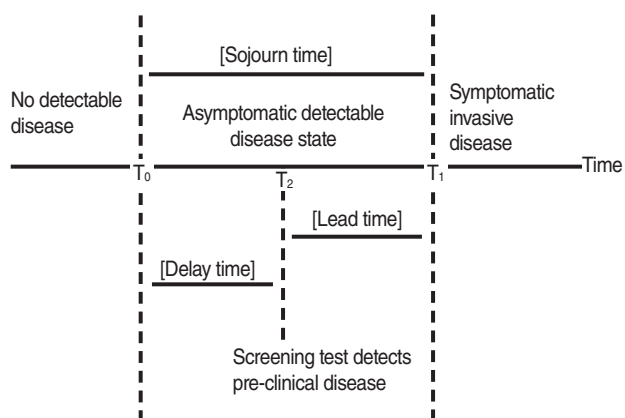 [Sojourn time]
No detectable
disease
Asymptomatic detectable
disease state
Symptomatic
invasive
disease
T₀
T₂
T₁
Time
[Lead time]
[Delay time]
Screening test detects
pre-clinical disease